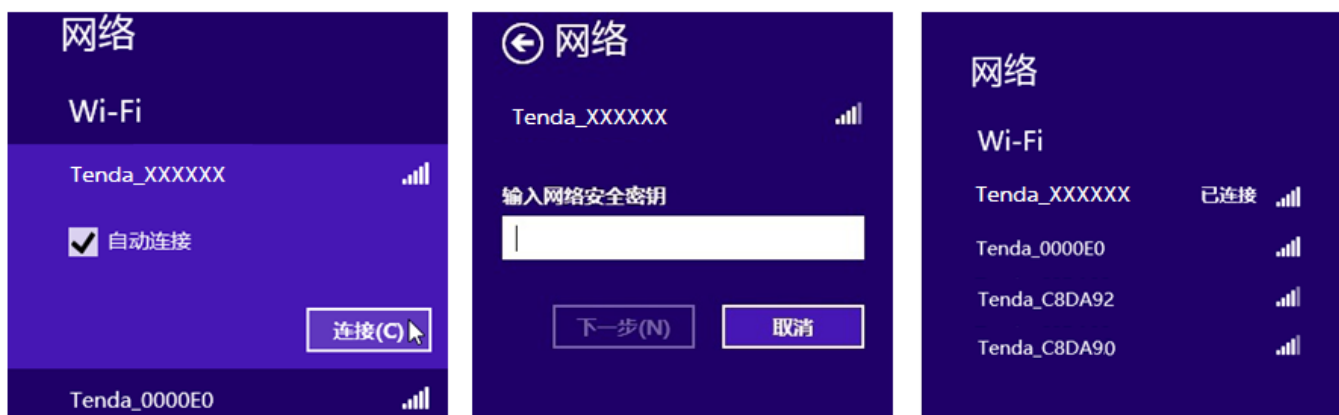 网络
Wi-Fi
Tenda_XXXXXX
自动连接
连接(C)
Tenda_0000E0
网络
Tenda_XXXXXX
输入网络安全密钥
下一步(N)
取消
网络
Wi-Fi
Tenda_XXXXXX 已连接
Tenda_0000E0
Tenda_C8DA92
Tenda_C8DA90